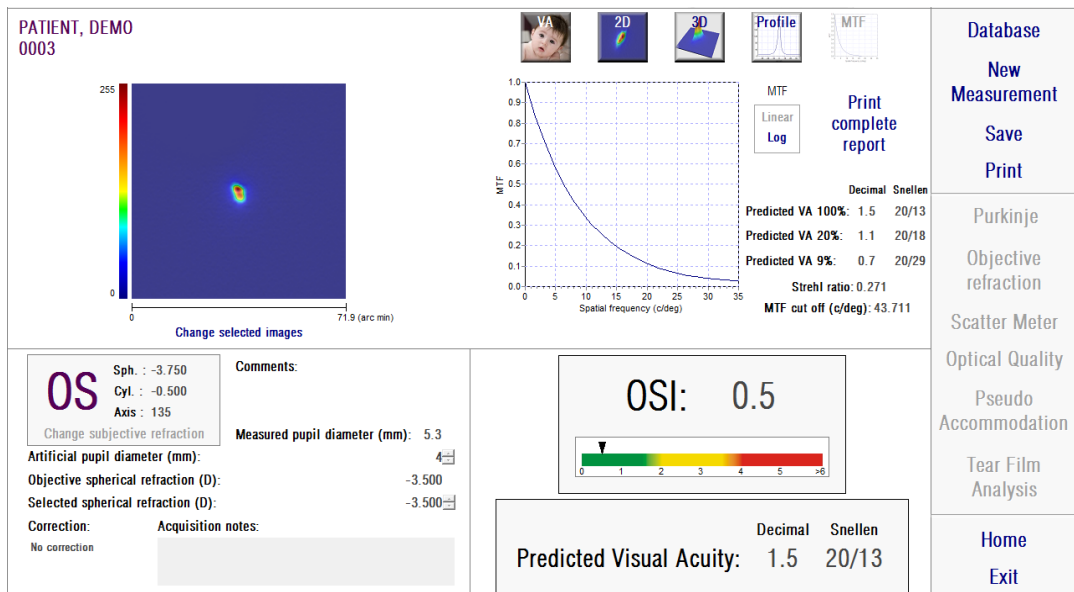 PATIENT, DEMO
0003
VA
2D
3D
Profile
MTF
255
0
0
71.9 (arc min)
Change selected images
1.0
0.9
0.8
0.7
0.6
0.5
0.4
0.3
0.2
0.1
0.0
MTF
0 5 10 15 20 25 30 35
Spatial frequency (c/deg)
MTF
Linear
Log
Print
complete
report
Decimal Snellen
Predicted VA 100%: 1.5 20/13
Predicted VA 20%: 1.1 20/18
Predicted VA 9%: 0.7 20/29
Strehl ratio: 0.271
MTF cut off (c/deg): 43.711
OS
Sph. : -3.750
Cyl. : -0.500
Axis : 135
Change subjective refraction
Comments:
Measured pupil diameter (mm): 5.3
Artificial pupil diameter (mm): 4
Objective spherical refraction (D): -3.500
Selected spherical refraction (D): -3.500
Correction: Acquisition notes:
No correction
OSI: 0.5
0 1 2 3 4 5 >6
Decimal Snellen
Predicted Visual Acuity: 1.5 20/13
Database
New
Measurement
Save
Print
Purkinje
Objective
refraction
Scatter Meter
Optical Quality
Pseudo
Accommodation
Tear Film
Analysis
Home
Exit